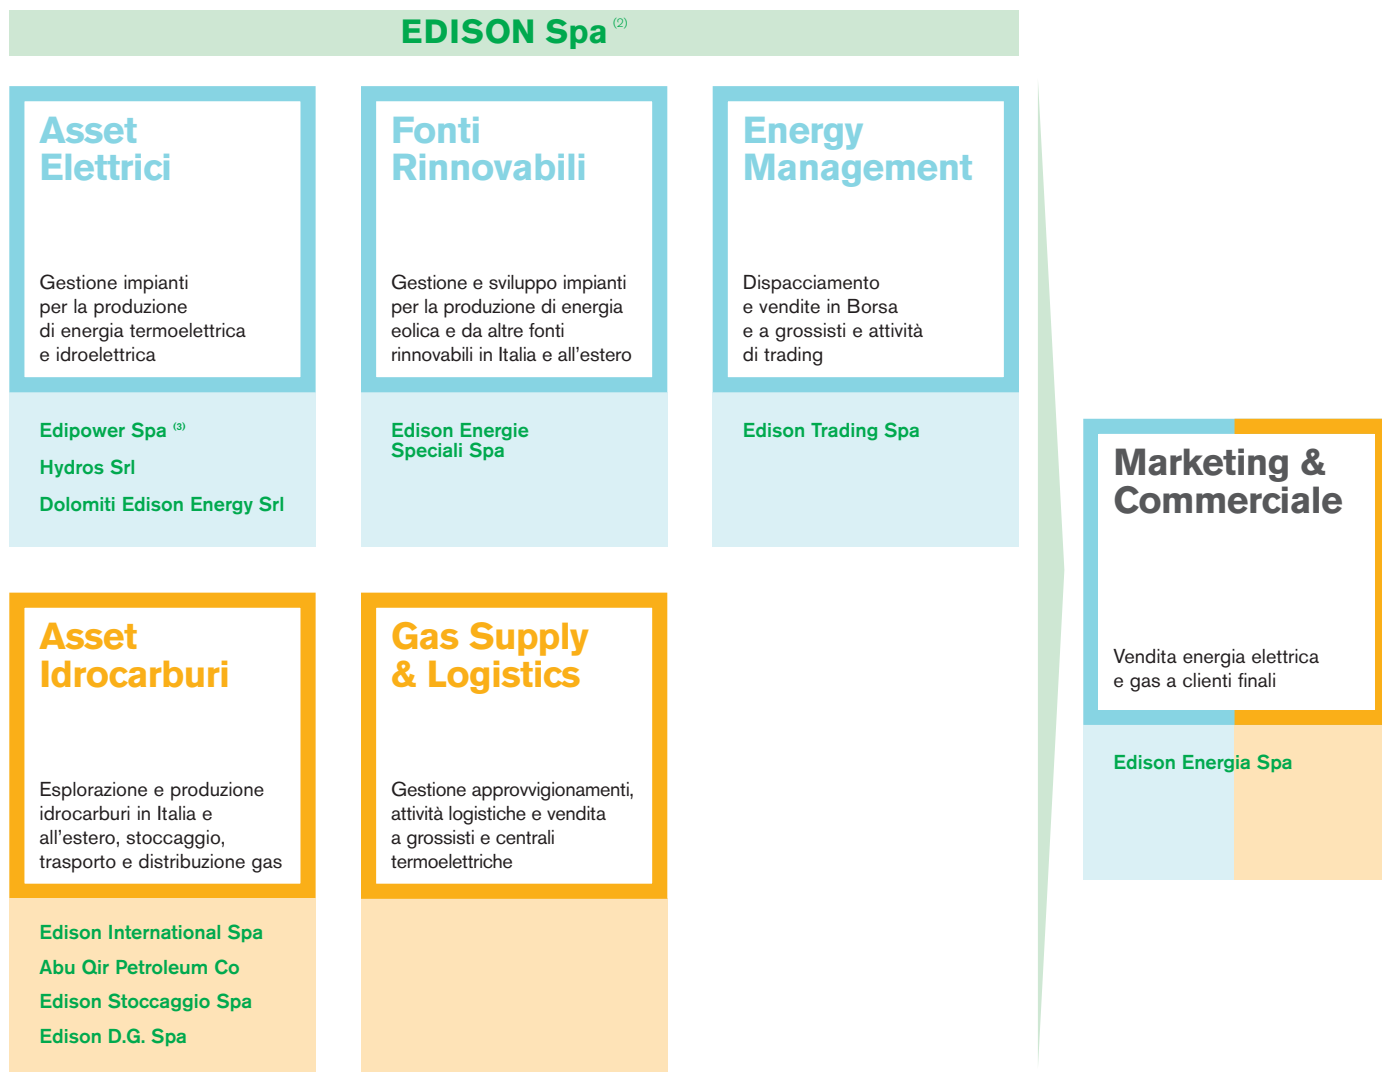 EDISON Spa (2)
Asset
Elettrici
Gestione impianti
per la produzione
di energia termoelettrica
e idroelettrica
Edipower Spa (3)
Hydros Srl
Dolomiti Edison Energy Srl
Fonti
Rinnovabili
Gestione e sviluppo impianti
per la produzione di energia
eolica e da altre fonti
rinnovabili in Italia e all'estero
Edison Energie
Speciali Spa
Energy
Management
Dispacciamento
e vendite in Borsa
e a grossisti e attività
di trading
Edison Trading Spa
Asset
Idrocarburi
Esplorazione e produzione
idrocarburi in Italia e
all'estero, stoccaggio,
trasporto e distribuzione gas
Edison International Spa
Abu Qir Petroleum Co
Edison Stoccaggio Spa
Edison D.G. Spa
Gas Supply
& Logistics
Gestione approvvigionamenti,
attività logistiche e vendita
a grossisti e centrali
termoelettriche
Marketing &
Commerciale
Vendita energia elettrica
e gas a clienti finali
Edison Energia Spa